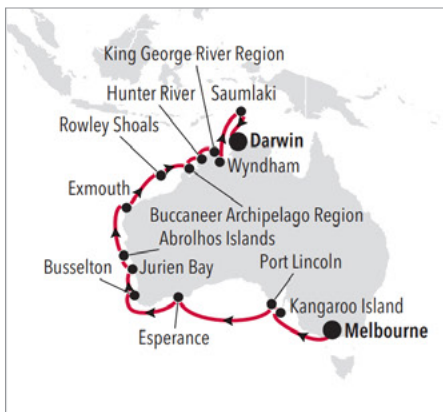 King George River Region
Hunter River
Saumlaki
Rowley Shoals
Darwin
Wyndham
Exmouth
Buccaneer Archipelago Region
Abrolhos Islands
Port Lincoln
Busselton
Jurien Bay
Kangaroo Island
Esperance
Melbourne